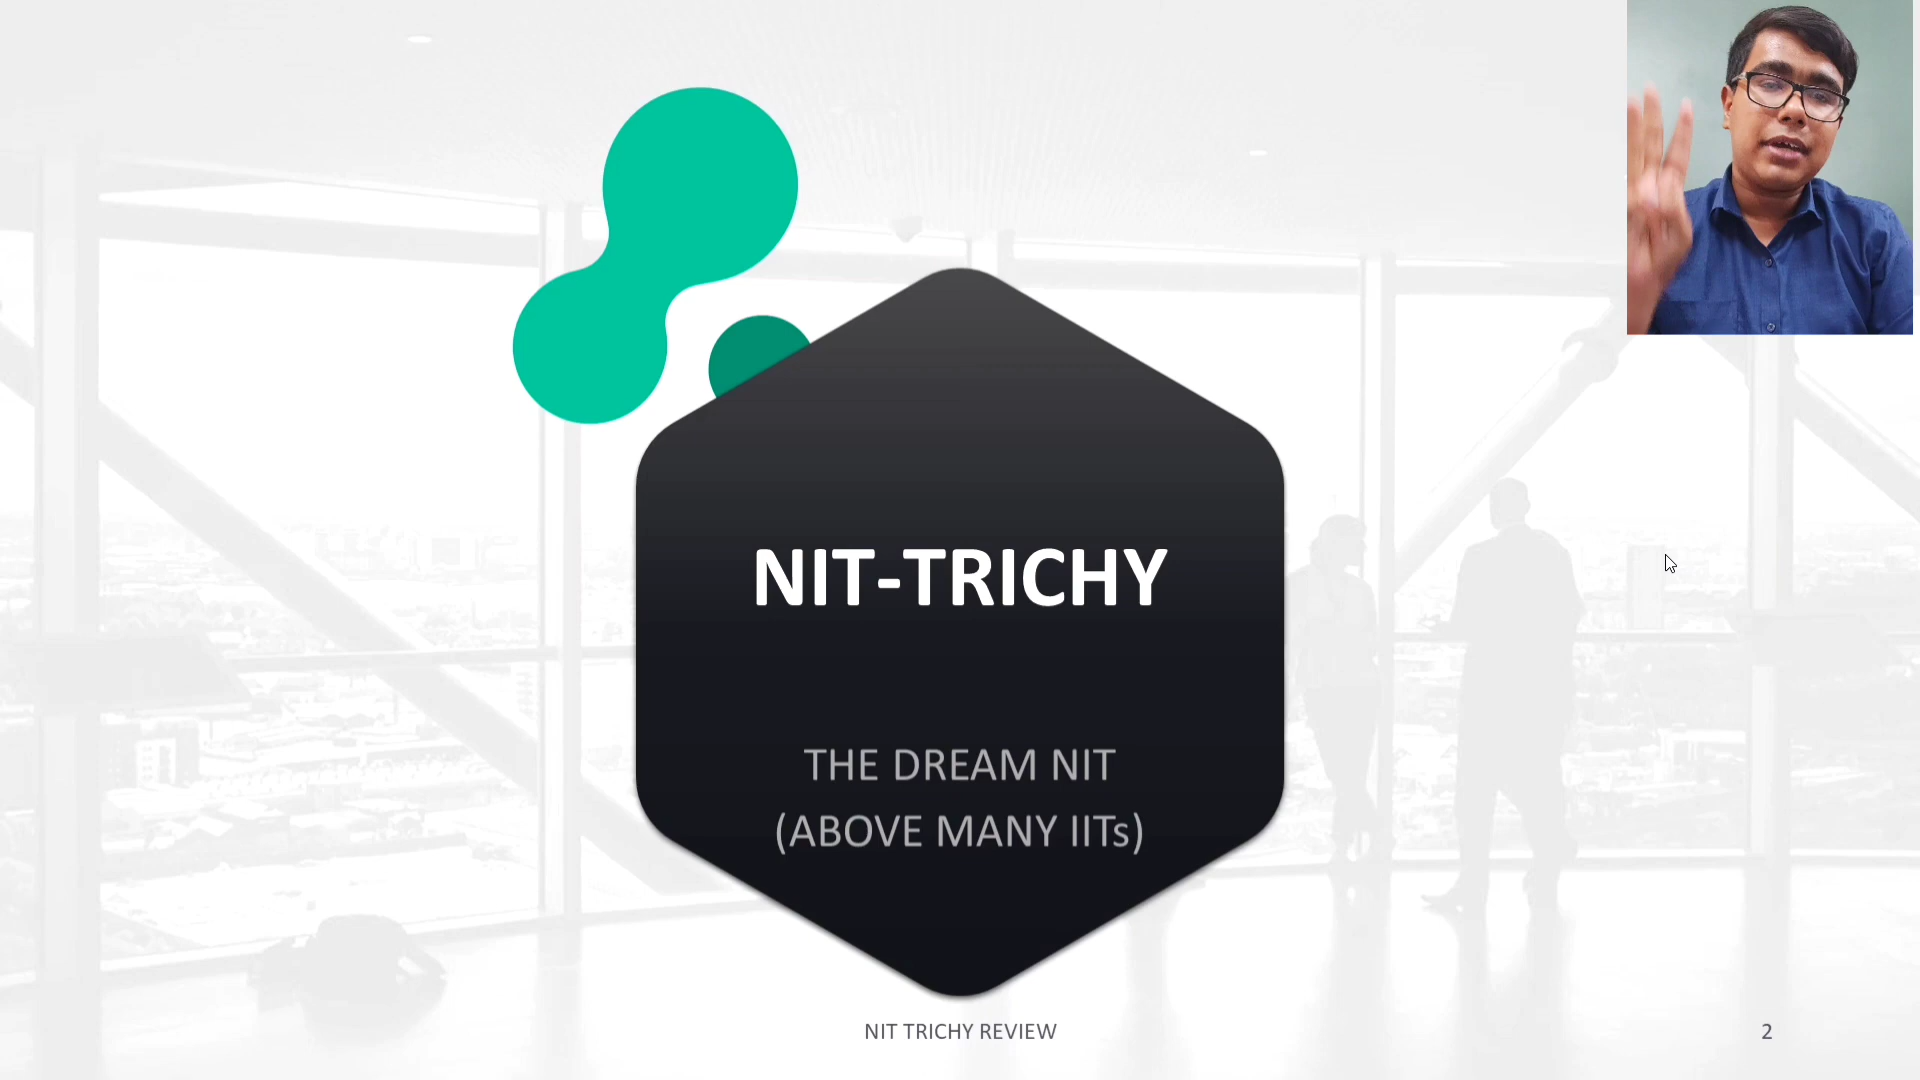 NIT-TRICHY
THE DREAM NIT
(ABOVE MANY IITs)
NIT TRICHY REVIEW
2